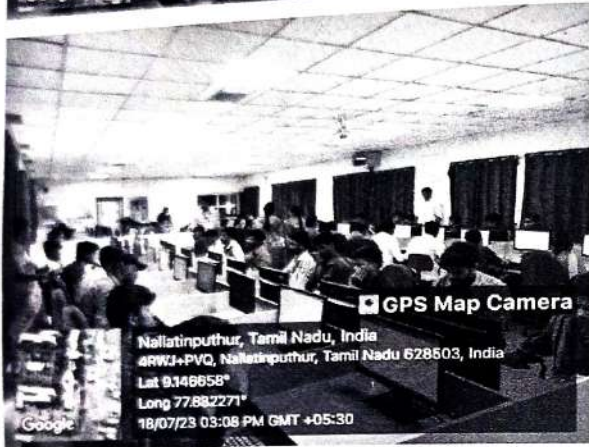 GPS Map Camera
Nallatinputhur, Tamil Nadu, India
4RWJ+PVQ, Nallatinputhur, Tamil Nadu 628503, India
Lat 9.146658°
Long 77.882271°
18/07/23 03:08 PM GMT +05:30
Google